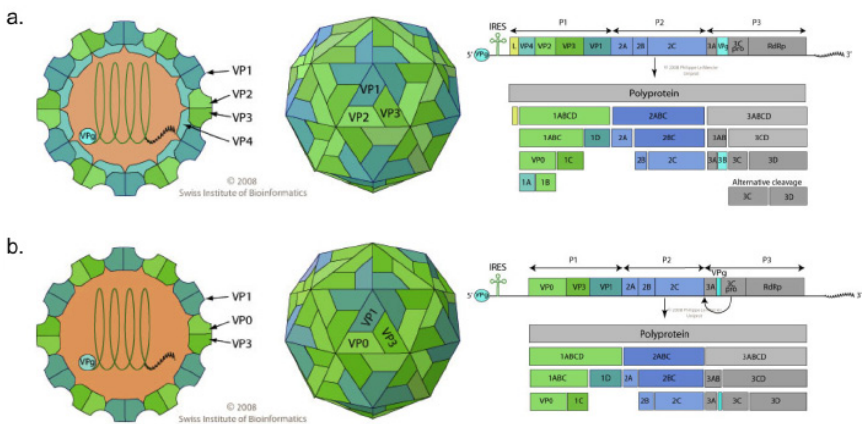 a.
VP1
VP2
VP3
VP4
VPg
© 2008
Swiss Institute of Bioinformatics
VP1
VP2
VP3
IRES
P1
P2
P3
5'
VPg
L
VP4
VP2
VP3
VP1
2A
2B
2C
3A
VPg
3C
pro
RdRp
3'
Polyprotein
1ABCD
2ABC
3ABCD
1ABC
1D
2A
2BC
3AB
3CD
VP0
1C
2B
2C
3A
3B
3C
3D
1A
1B
Alternative cleavage
3C
3D
b.
VP1
VP0
VP3
VPg
© 2008
Swiss Institute of Bioinformatics
VP1
VP0
VP3
IRES
P1
P2
VPg
P3
5'
VPg
VP0
VP3
VP1
2A
2B
2C
3A
3C
pro
RdRp
3'
Polyprotein
1ABCD
2ABC
3ABCD
1ABC
1D
2A
2BC
3AB
3CD
VP0
1C
2B
2C
3A
3C
3D